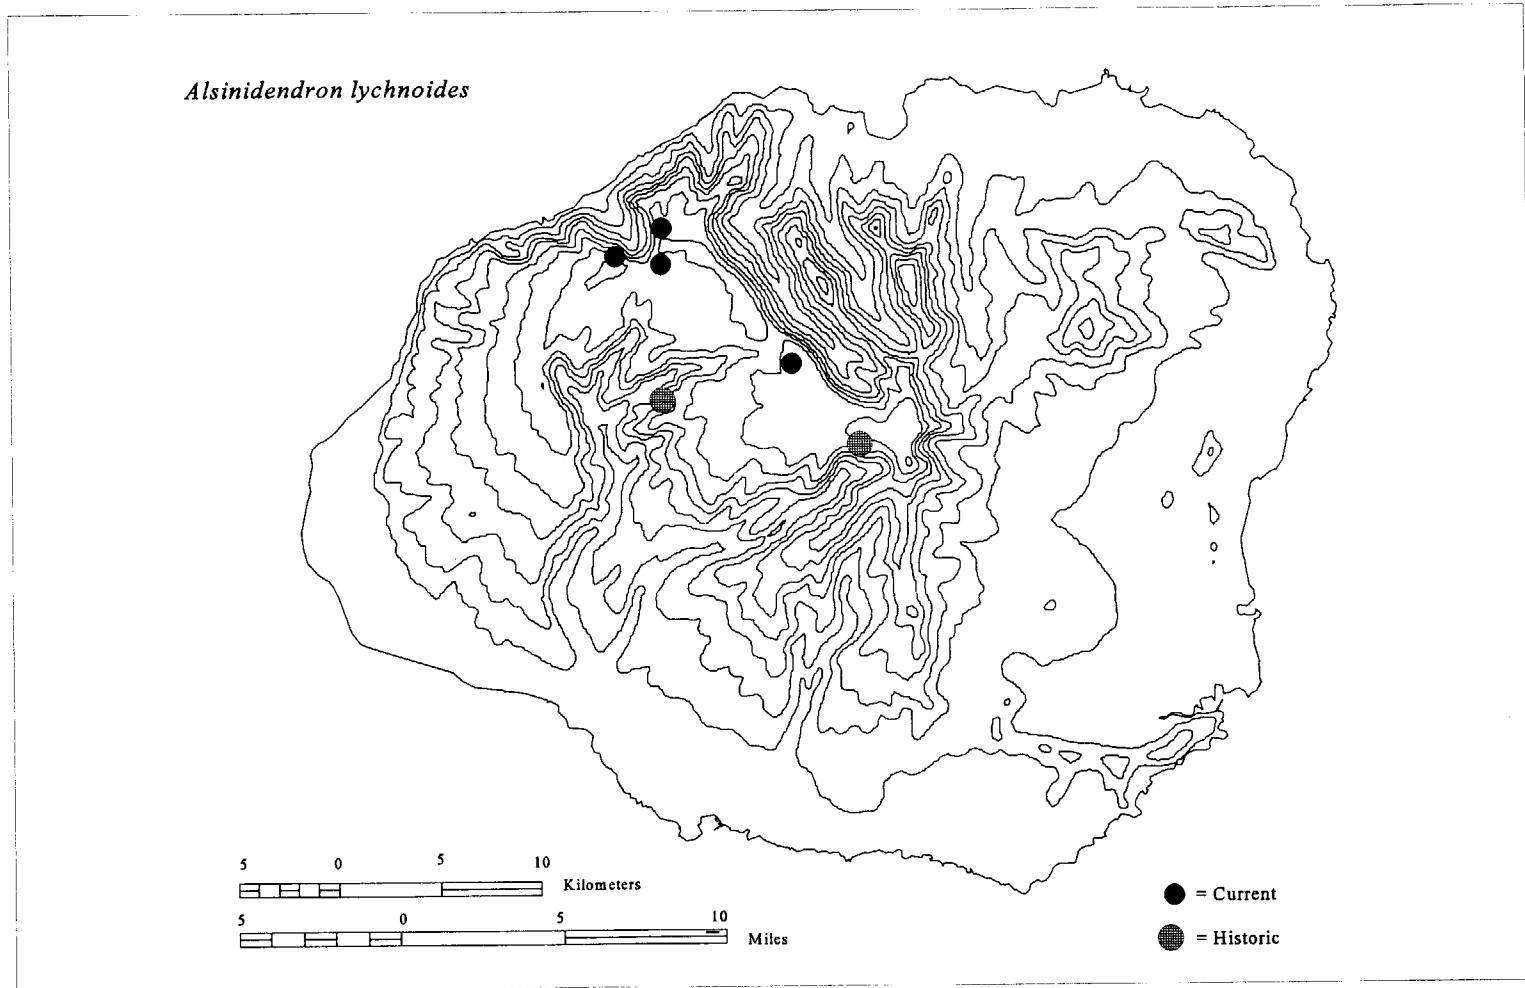 Alsinidendron lychnoides
5 0 5 10
Kilometers
5 0 5 10
Miles
= Current
= Historic